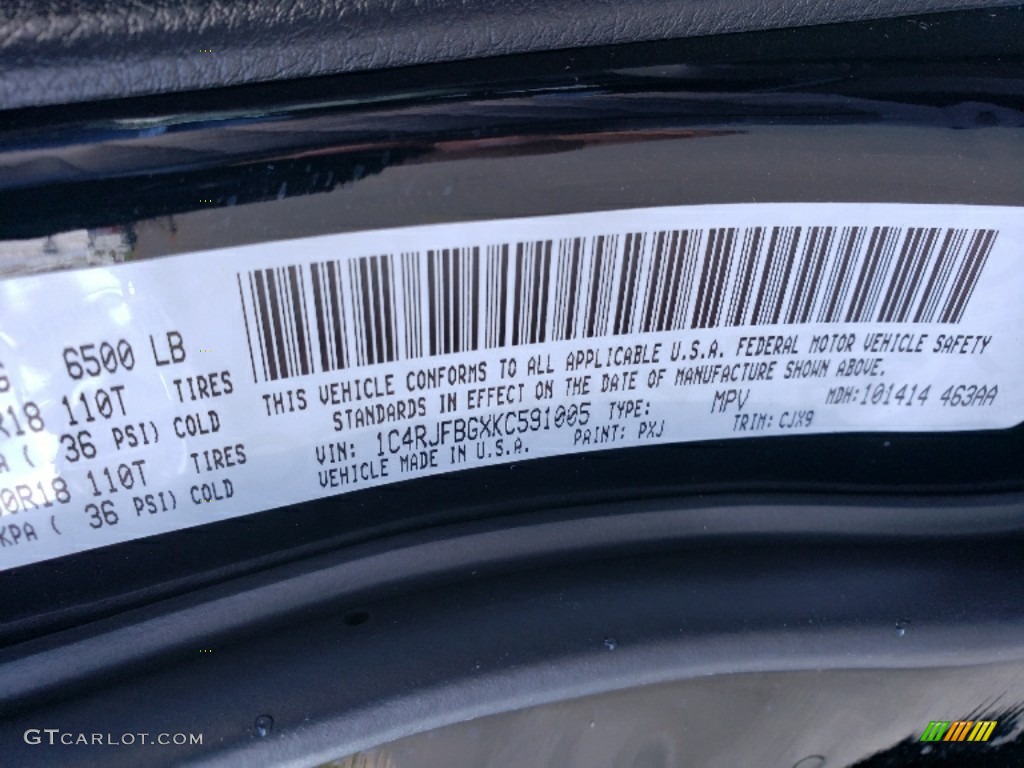 6500 LB
R18 110T TIRES
( 36 PSI) COLD
0R18 110T TIRES
KPA ( 36 PSI) COLD
THIS VEHICLE CONFORMS TO ALL APPLICABLE U.S.A. FEDERAL MOTOR VEHICLE SAFETY
STANDARDS IN EFFECT ON THE DATE OF MANUFACTURE SHOWN ABOVE.
VIN: 1C4RJFBGXKC591005 TYPE: MPV MDH:101414 463AA
VEHICLE MADE IN U.S.A. PAINT: PXJ TRIM: CJX9
GTCARLOT.COM